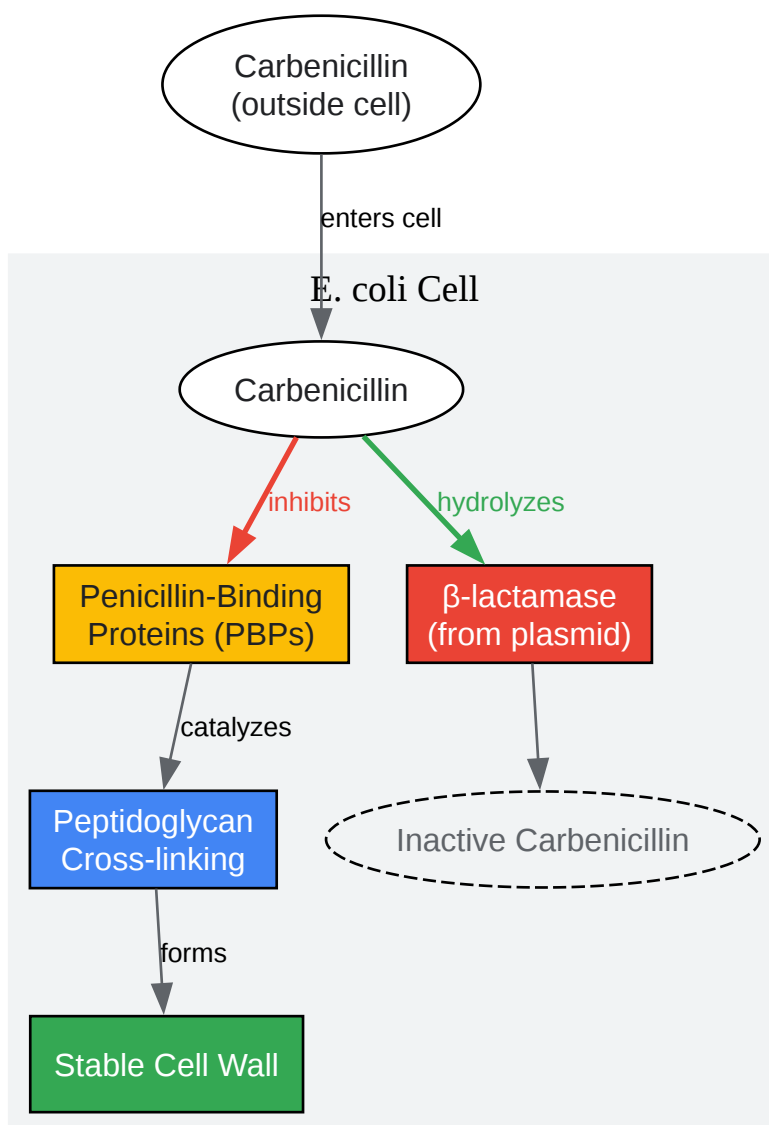 Carbenicillin
(outside cell)
enters cell
E. coli Cell
Carbenicillin
inhibits
hydrolyzes
Penicillin-Binding
Proteins (PBPs)
β-lactamase
(from plasmid)
catalyzes
Peptidoglycan
Cross-linking
Inactive Carbenicillin
forms
Stable Cell Wall